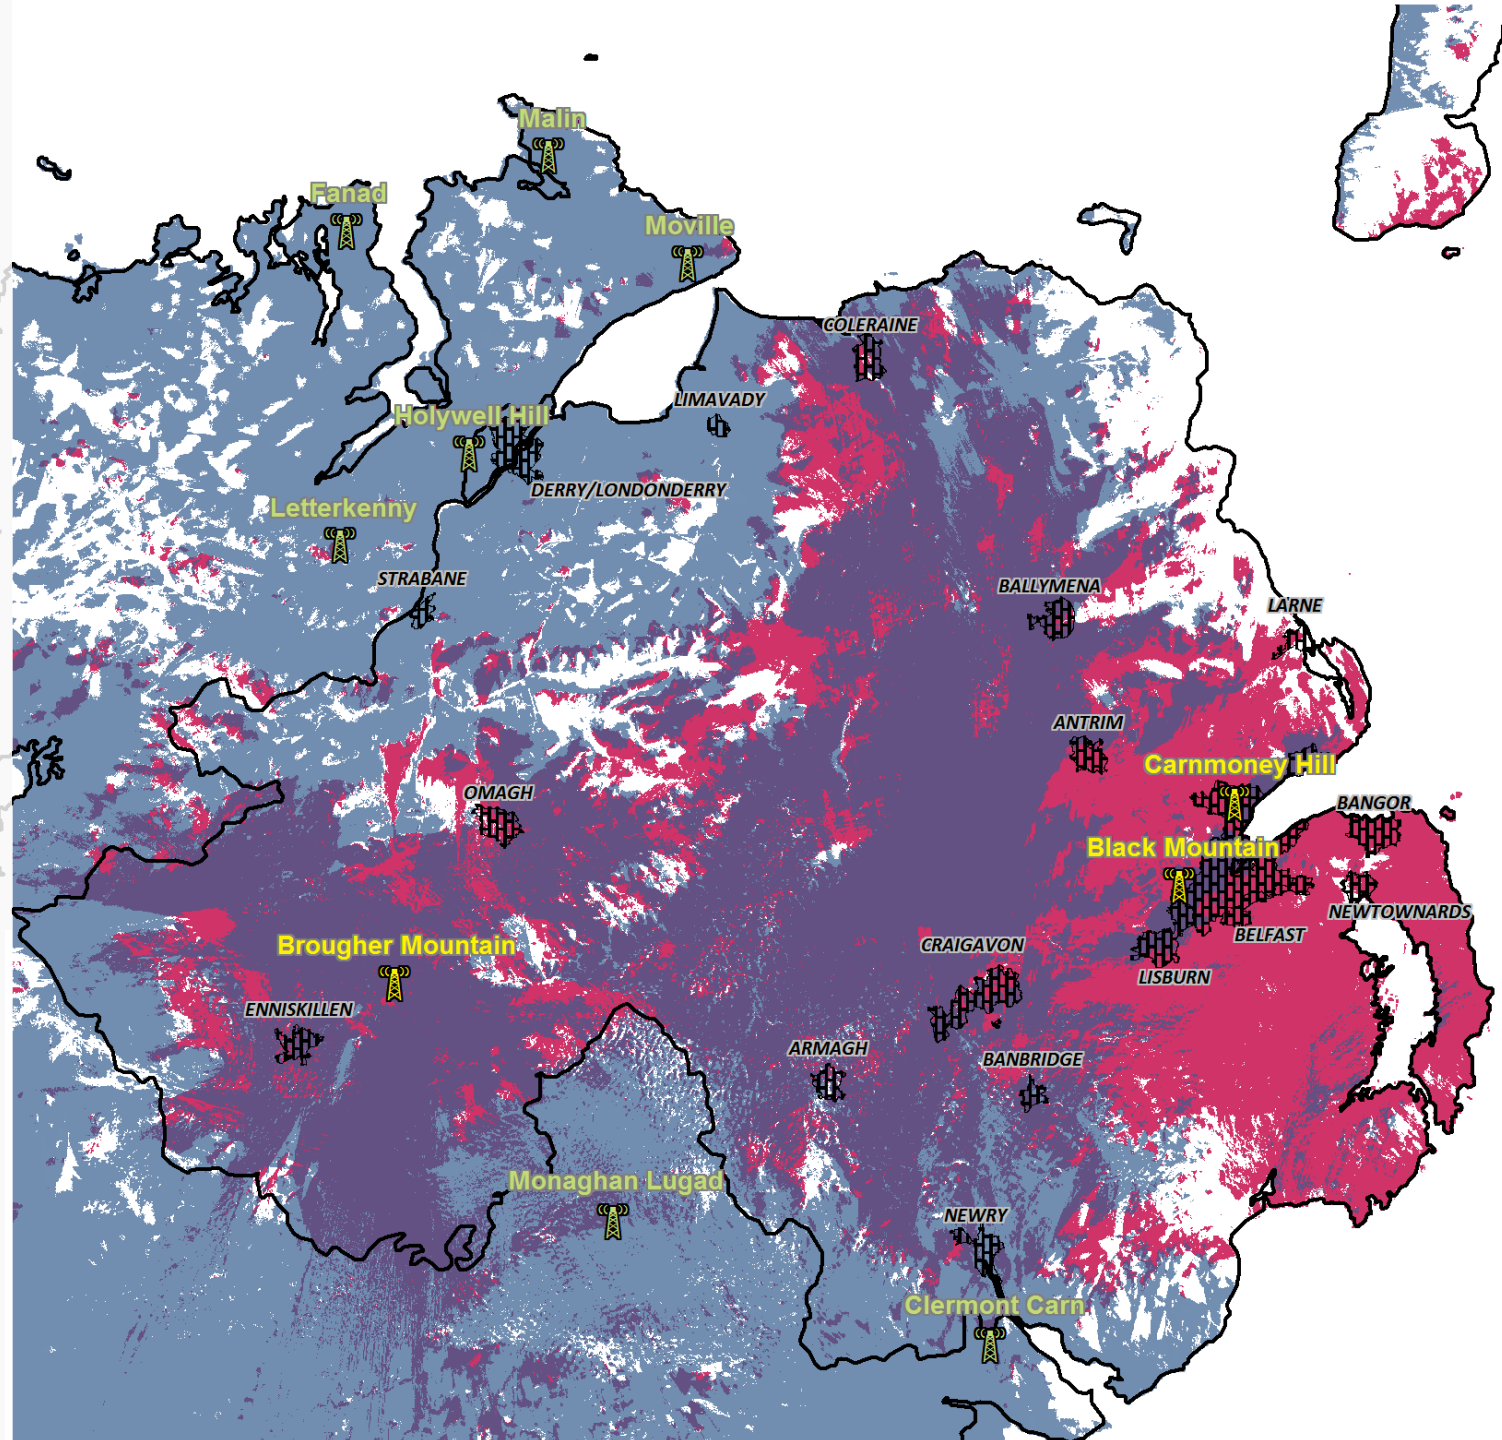 Malin
Fanad
Moville
COLERAINE
LIMAVADY
Holywell Hill
DERRY/LONDONDERRY
Letterkenny
STRABANE
BALLYMENA
LARNE
ANTRIM
Carnmoney Hill
OMAGH
BANGOR
Black Mountain
NEWTOWNARDS
BELFAST
Brougher Mountain
CRAIGAVON
LISBURN
ENNISKILLEN
ARMAGH
BANBRIDGE
Monaghan Lugad
NEWRY
Clermont Carn